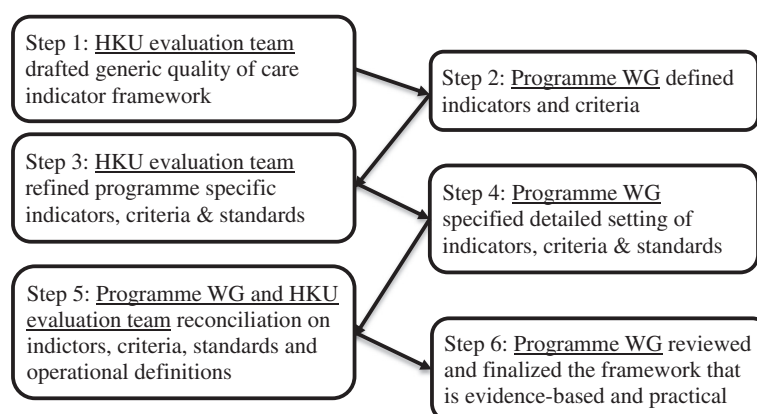 Step 1: HKU evaluation team
drafted generic quality of care
indicator framework
Step 2: Programme WG defined
indicators and criteria
Step 3: HKU evaluation team
refined programme specific
indicators, criteria & standards
Step 4: Programme WG
specified detailed setting of
indicators, criteria & standards
Step 5: Programme WG and HKU
evaluation team reconciliation on
indictors, criteria, standards and
operational definitions
Step 6: Programme WG reviewed
and finalized the framework that
is evidence-based and practical